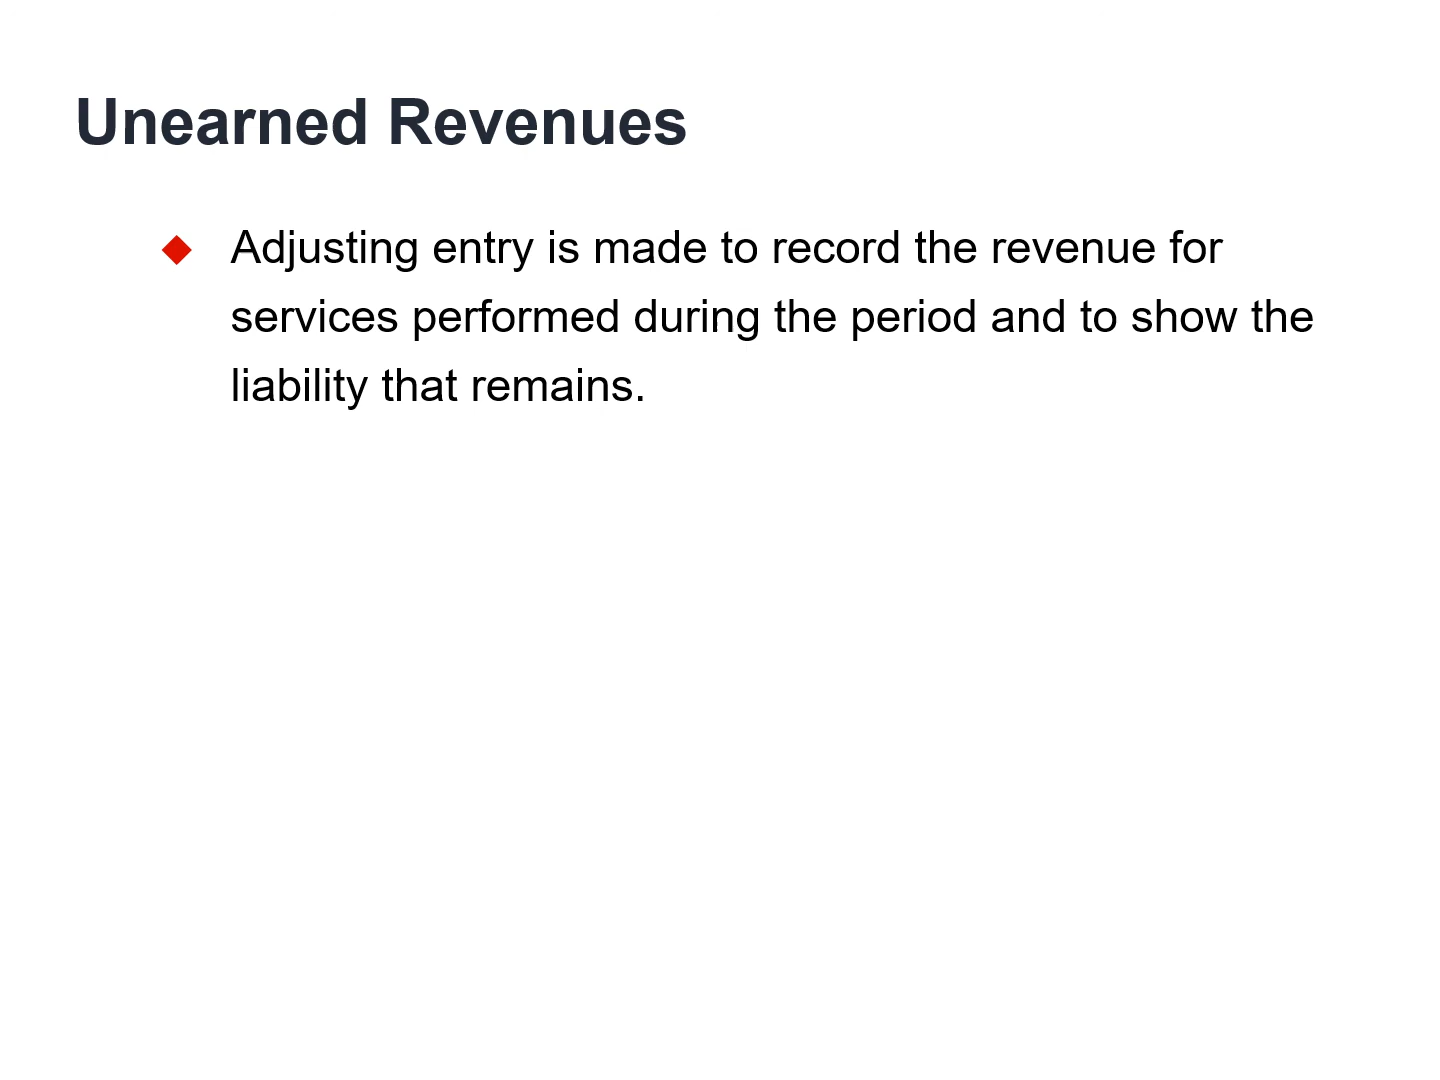 Unearned Revenues
Adjusting entry is made to record the revenue for
services performed during the period and to show the
liability that remains.